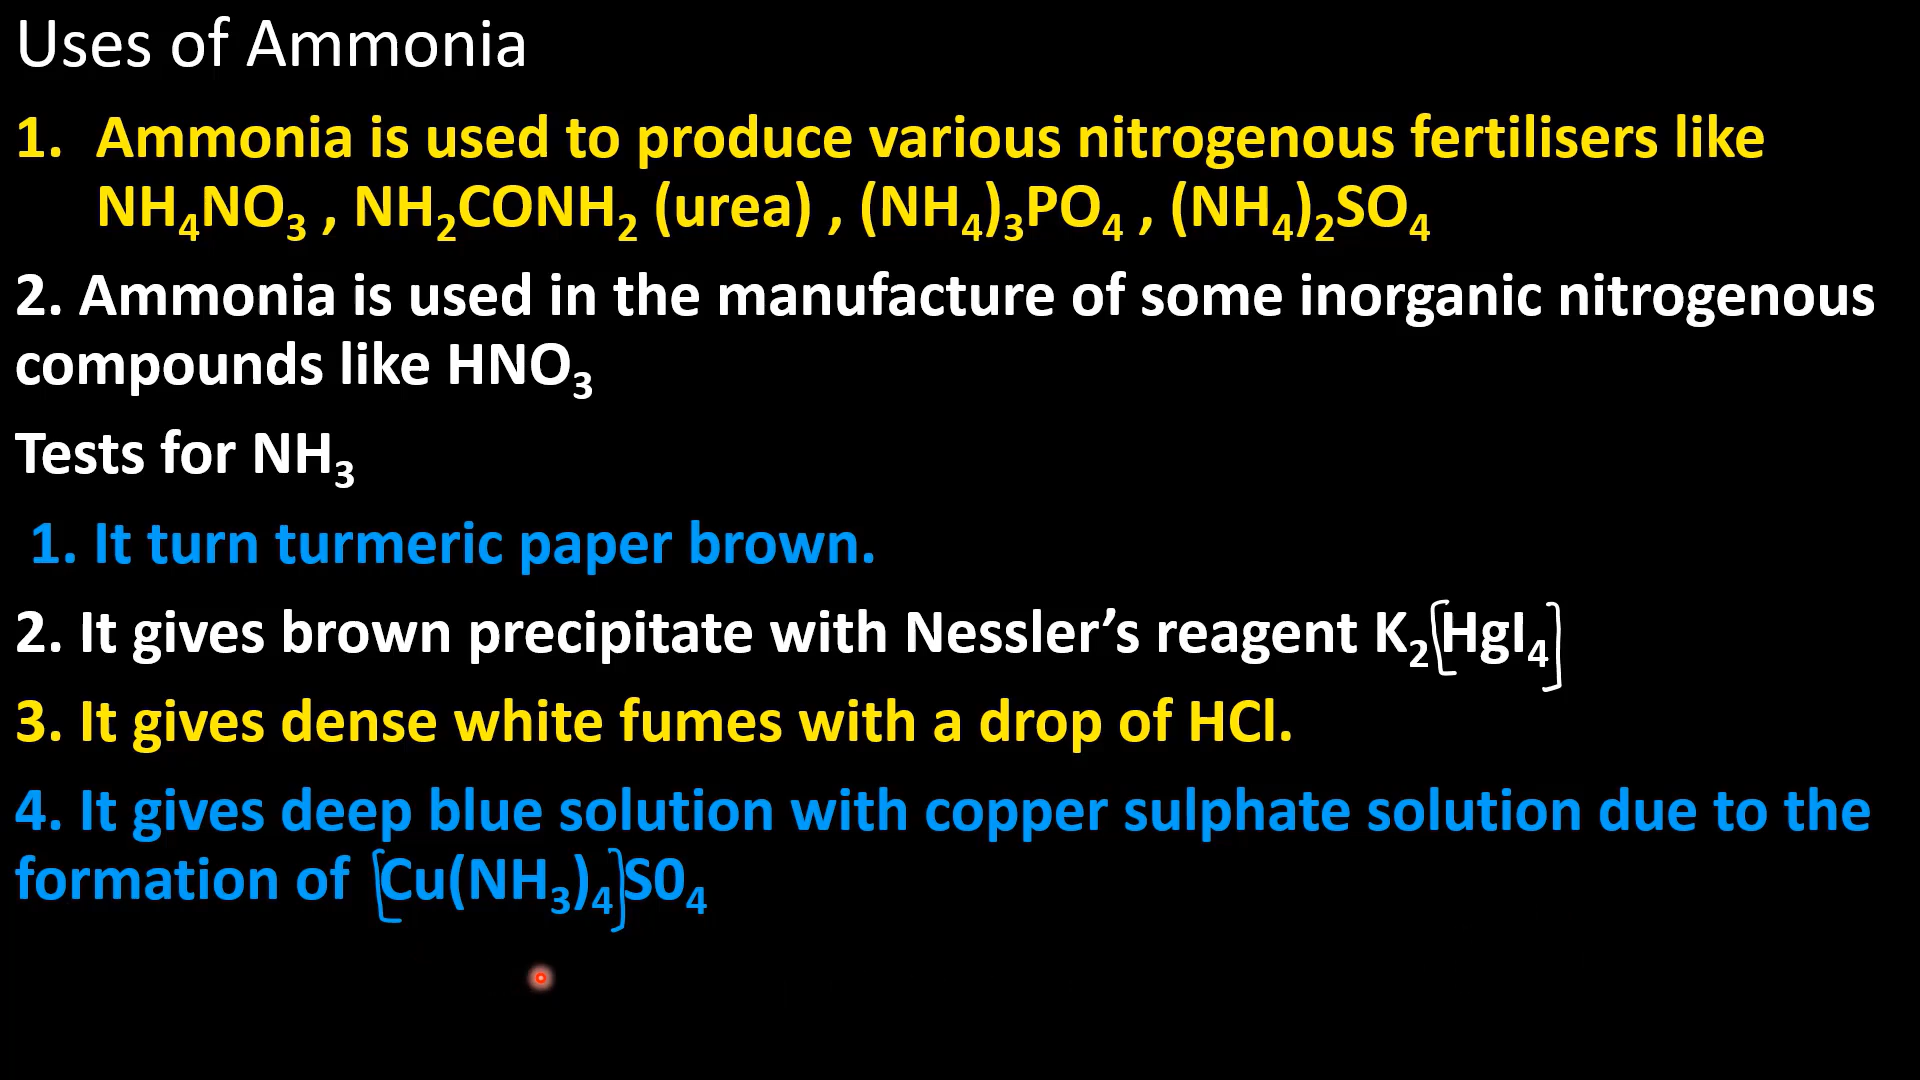 Uses of Ammonia
1. Ammonia is used to produce various nitrogenous fertilisers like
NH₄NO₃ , NH₂CONH₂ (urea) , (NH₄)₃PO₄ , (NH₄)₂SO₄
2. Ammonia is used in the manufacture of some inorganic nitrogenous
compounds like HNO₃
Tests for NH₃
1. It turn turmeric paper brown.
2. It gives brown precipitate with Nessler’s reagent K₂[HgI₄]
3. It gives dense white fumes with a drop of HCl.
4. It gives deep blue solution with copper sulphate solution due to the
formation of [Cu(NH₃)₄]S0₄